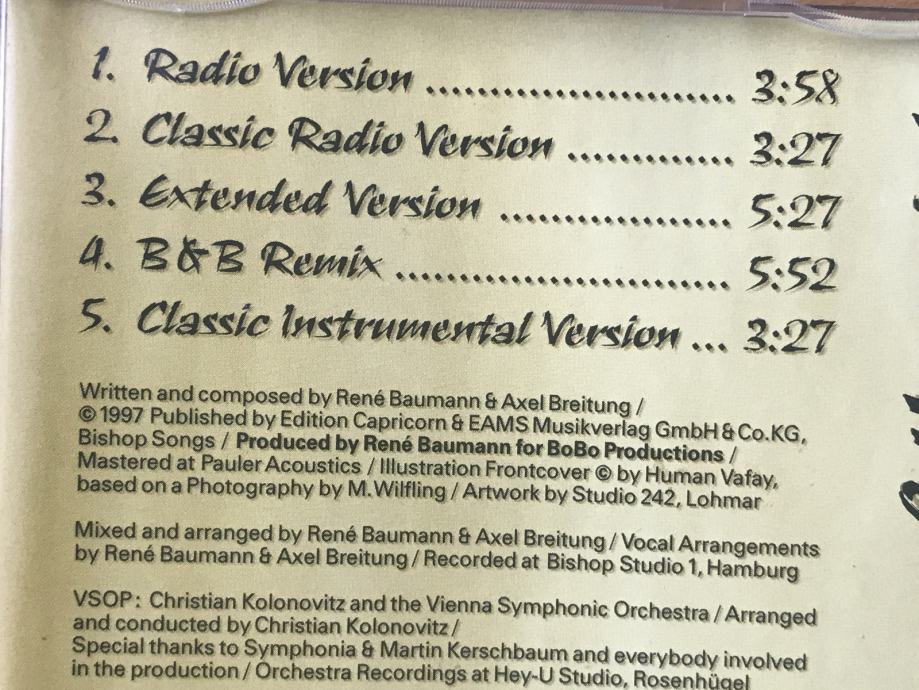 1. Radio Version ........................... 3:58
2. Classic Radio Version ............. 3:27
3. Extended Version .................. 5:27
4. B & B Remix .............................. 5:52
5. Classic Instrumental Version ... 3:27
Written and composed by René Baumann & Axel Breitung /
© 1997 Published by Edition Capricorn & EAMS Musikverlag GmbH & Co.KG,
Bishop Songs / Produced by René Baumann for BoBo Productions /
Mastered at Pauler Acoustics / Illustration Frontcover © by Human Vafay,
based on a Photography by M.Wilfling / Artwork by Studio 242, Lohmar
Mixed and arranged by René Baumann & Axel Breitung / Vocal Arrangements
by René Baumann & Axel Breitung / Recorded at Bishop Studio 1, Hamburg
VSOP: Christian Kolonovitz and the Vienna Symphonic Orchestra / Arranged
and conducted by Christian Kolonovitz /
Special thanks to Symphonia & Martin Kerschbaum and everybody involved
in the production / Orchestra Recordings at Hey-U Studio, Rosenhügel